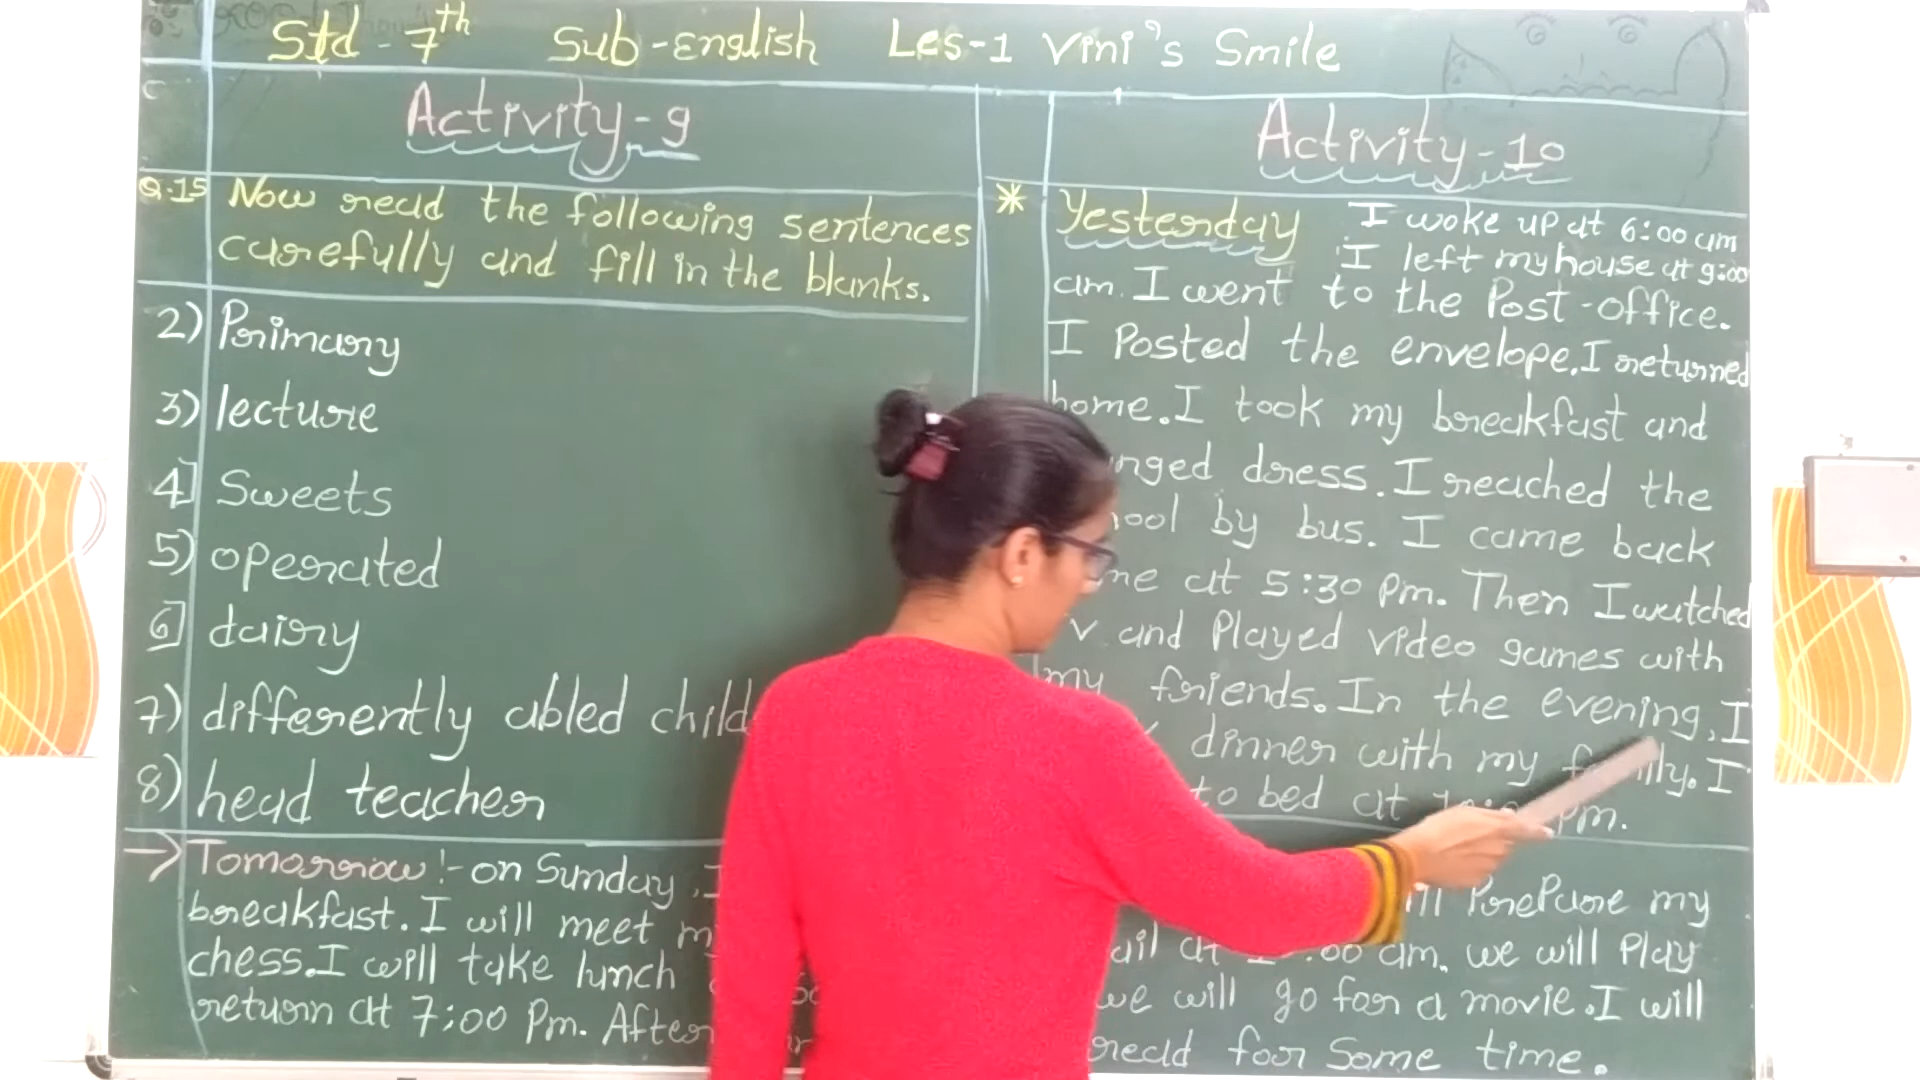 Std - 7th Sub - English Les-1 Vini's Smile
Activity - 9
Q.15 Now read the following sentences
carefully and fill in the blanks.
2) Primary
3) lecture
4] Sweets
5) operated
6] dairy
7) differently abled child
8) head teacher
Activity - 10
* Yesterday I woke up at 6:00 am
I left my house at 9:00
am. I went to the Post-office.
I Posted the envelope. I returned
home. I took my breakfast and
nged dress. I reached the
ool by bus. I came back
me at 5:30 Pm. Then I watched
V. and Played video games with
my friends. In the evening, I
dinner with my family. I
to bed at Pm.
→ Tomorrow :- on Sunday, I ll PrePare my
breakfast. I will meet at am. we will Play
chess. I will take lunch we will go for a movie. I will
return at 7:00 Pm. After read for Some time.